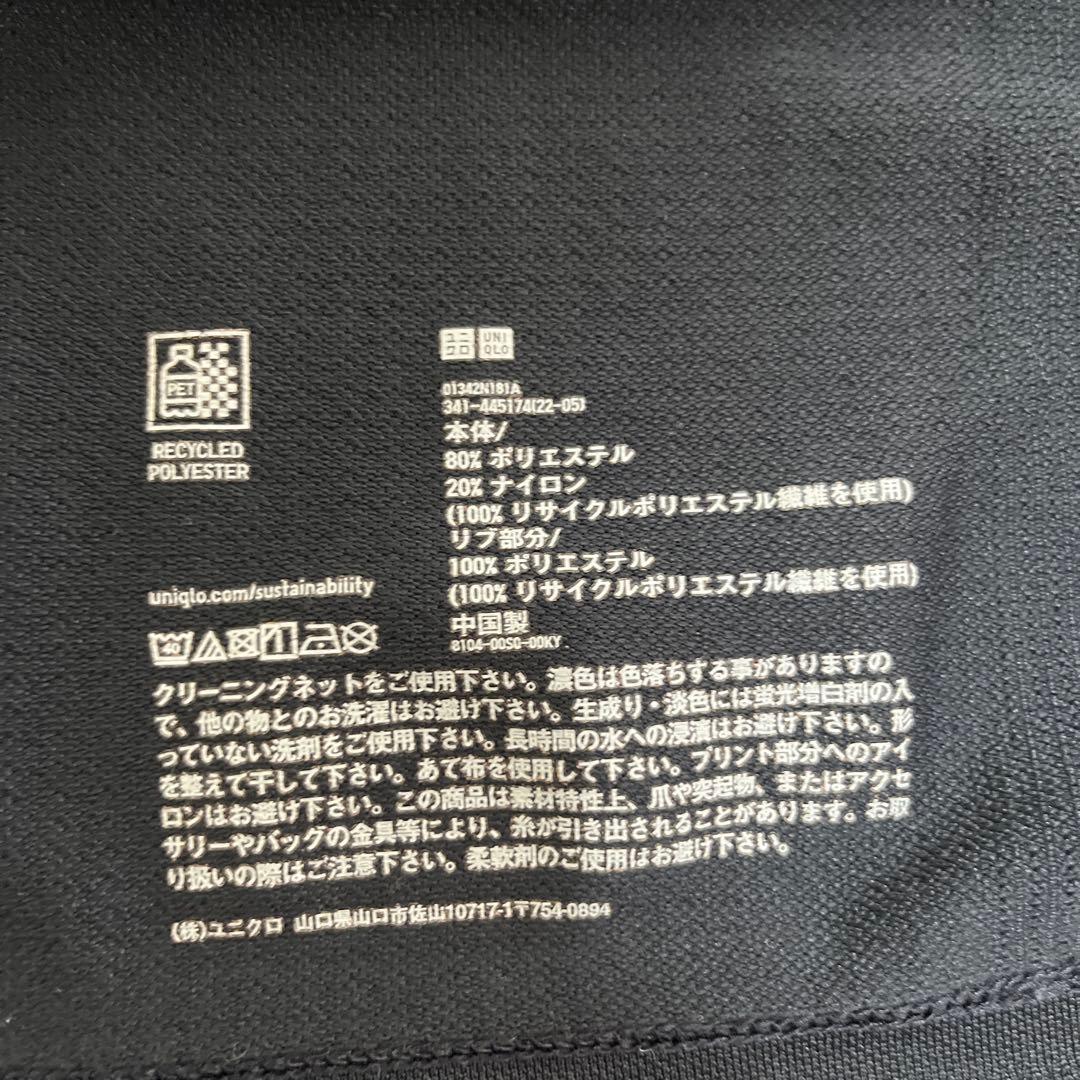 PET
RECYCLED
POLYESTER
ユニ
クロ
UNI
QLO
01342N181A
341-445174(22-05)
本体/
80% ポリエステル
20% ナイロン
(100% リサイクルポリエステル繊維を使用)
リブ部分/
100% ポリエステル
(100% リサイクルポリエステル繊維を使用)
中国製
8104-00SG-00KY
uniqlo.com/sustainability
40
クリーニングネットをご使用下さい。濃色は色落ちする事がありますの
で、他の物とのお洗濯はお避け下さい。生成り・淡色には蛍光増白剤の入
っていない洗剤をご使用下さい。長時間の水への浸漬はお避け下さい。形
を整えて干して下さい。あて布を使用して下さい。プリント部分へのアイ
ロンはお避け下さい。この商品は素材特性上、爪や突起物、またはアクセ
サリーやバッグの金具等により、糸が引き出されることがあります。お取
り扱いの際はご注意下さい。柔軟剤のご使用はお避け下さい。
(株)ユニクロ 山口県山口市佐山10717-1〒754-0894